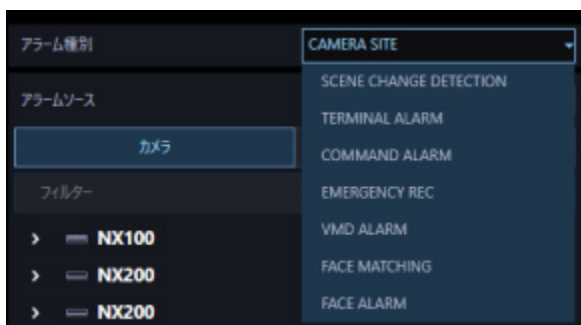 アラーム種別
CAMERA SITE
アラームソース
カメラ
フィルター
NX100
NX200
NX200
SCENE CHANGE DETECTION
TERMINAL ALARM
COMMAND ALARM
EMERGENCY REC
VMD ALARM
FACE MATCHING
FACE ALARM